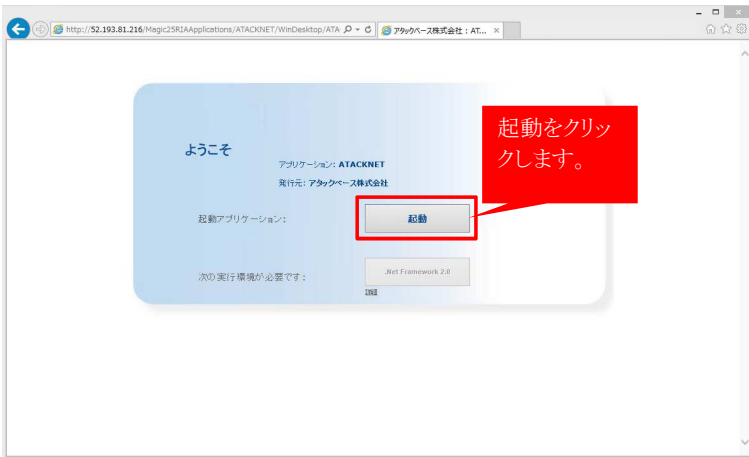 http://52.193.81.216/Magic25RIAApplications/ATACKNET/WinDesktop/ATA
アタックベース株式会社：AT...
ようこそ
アプリケーション: ATACKNET
発行元: アタックベース株式会社
起動アプリケーション:
起動
起動をクリッ
クします。
次の実行環境が必要です:
.Net Framework 2.0
詳細